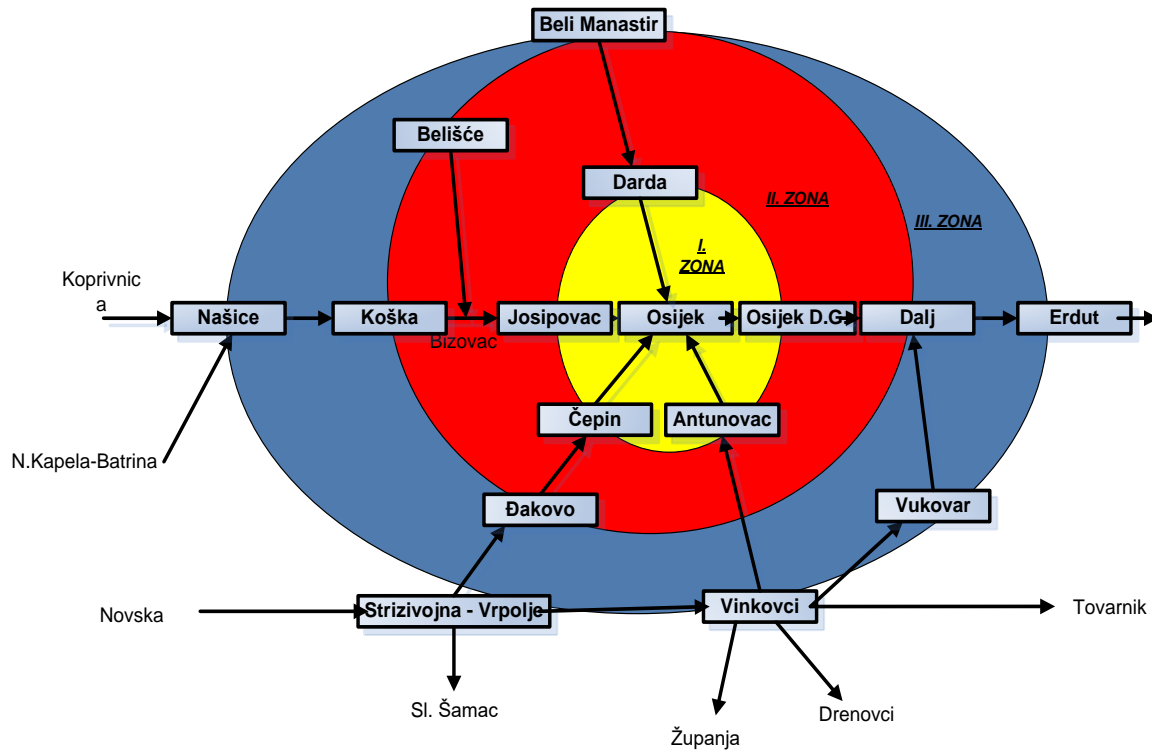 Beli Manastir
Belišće
Darda
II. ZONA
III. ZONA
I.
ZONA
Koprivnic
a
Našice
Koška
Bizovac
Josipovac
Osijek
Osijek D.G.
Dalj
Erdut
Čepin
Antunovac
N.Kapela-Batrina
Đakovo
Vukovar
Novska
Strizivojna - Vrpolje
Vinkovci
Tovarnik
Sl. Šamac
Drenovci
Županja